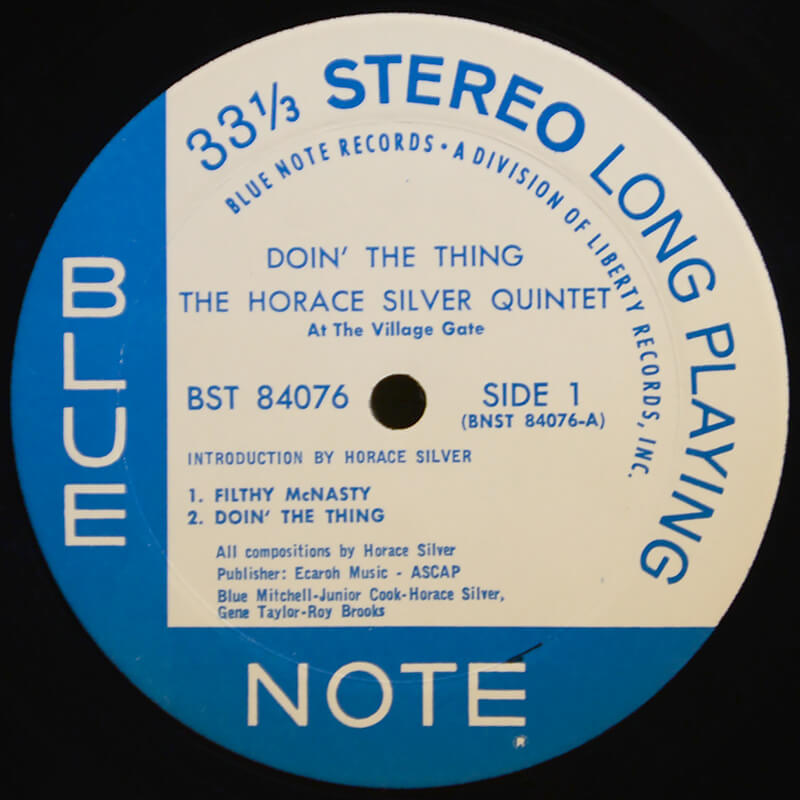 33⅓ STEREO LONG PLAYING
BLUE NOTE RECORDS • A DIVISION OF LIBERTY RECORDS, INC.
DOIN' THE THING
THE HORACE SILVER QUINTET
At The Village Gate
BST 84076
SIDE 1
(BNST 84076-A)
INTRODUCTION BY HORACE SILVER
1. FILTHY McNASTY
2. DOIN' THE THING
All compositions by Horace Silver
Publisher: Ecaroh Music - ASCAP
Blue Mitchell-Junior Cook-Horace Silver,
Gene Taylor-Roy Brooks
BLUE
NOTE
®